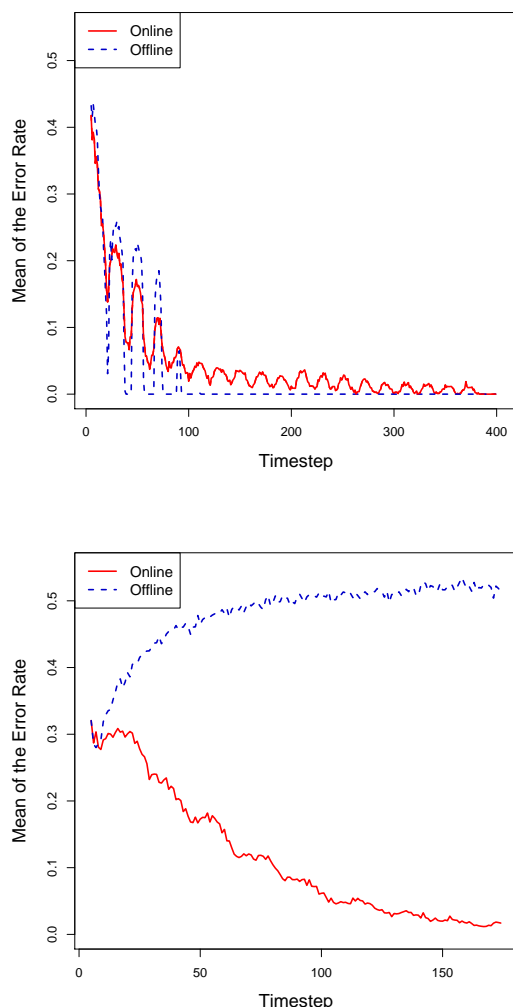 Online
Offline
0.5
0.4
0.3
0.2
0.1
0.0
Mean of the Error Rate
0 100 200 300 400
Timestep
Online
Offline
0.5
0.4
0.3
0.2
0.1
0.0
Mean of the Error Rate
0 50 100 150
Timestep